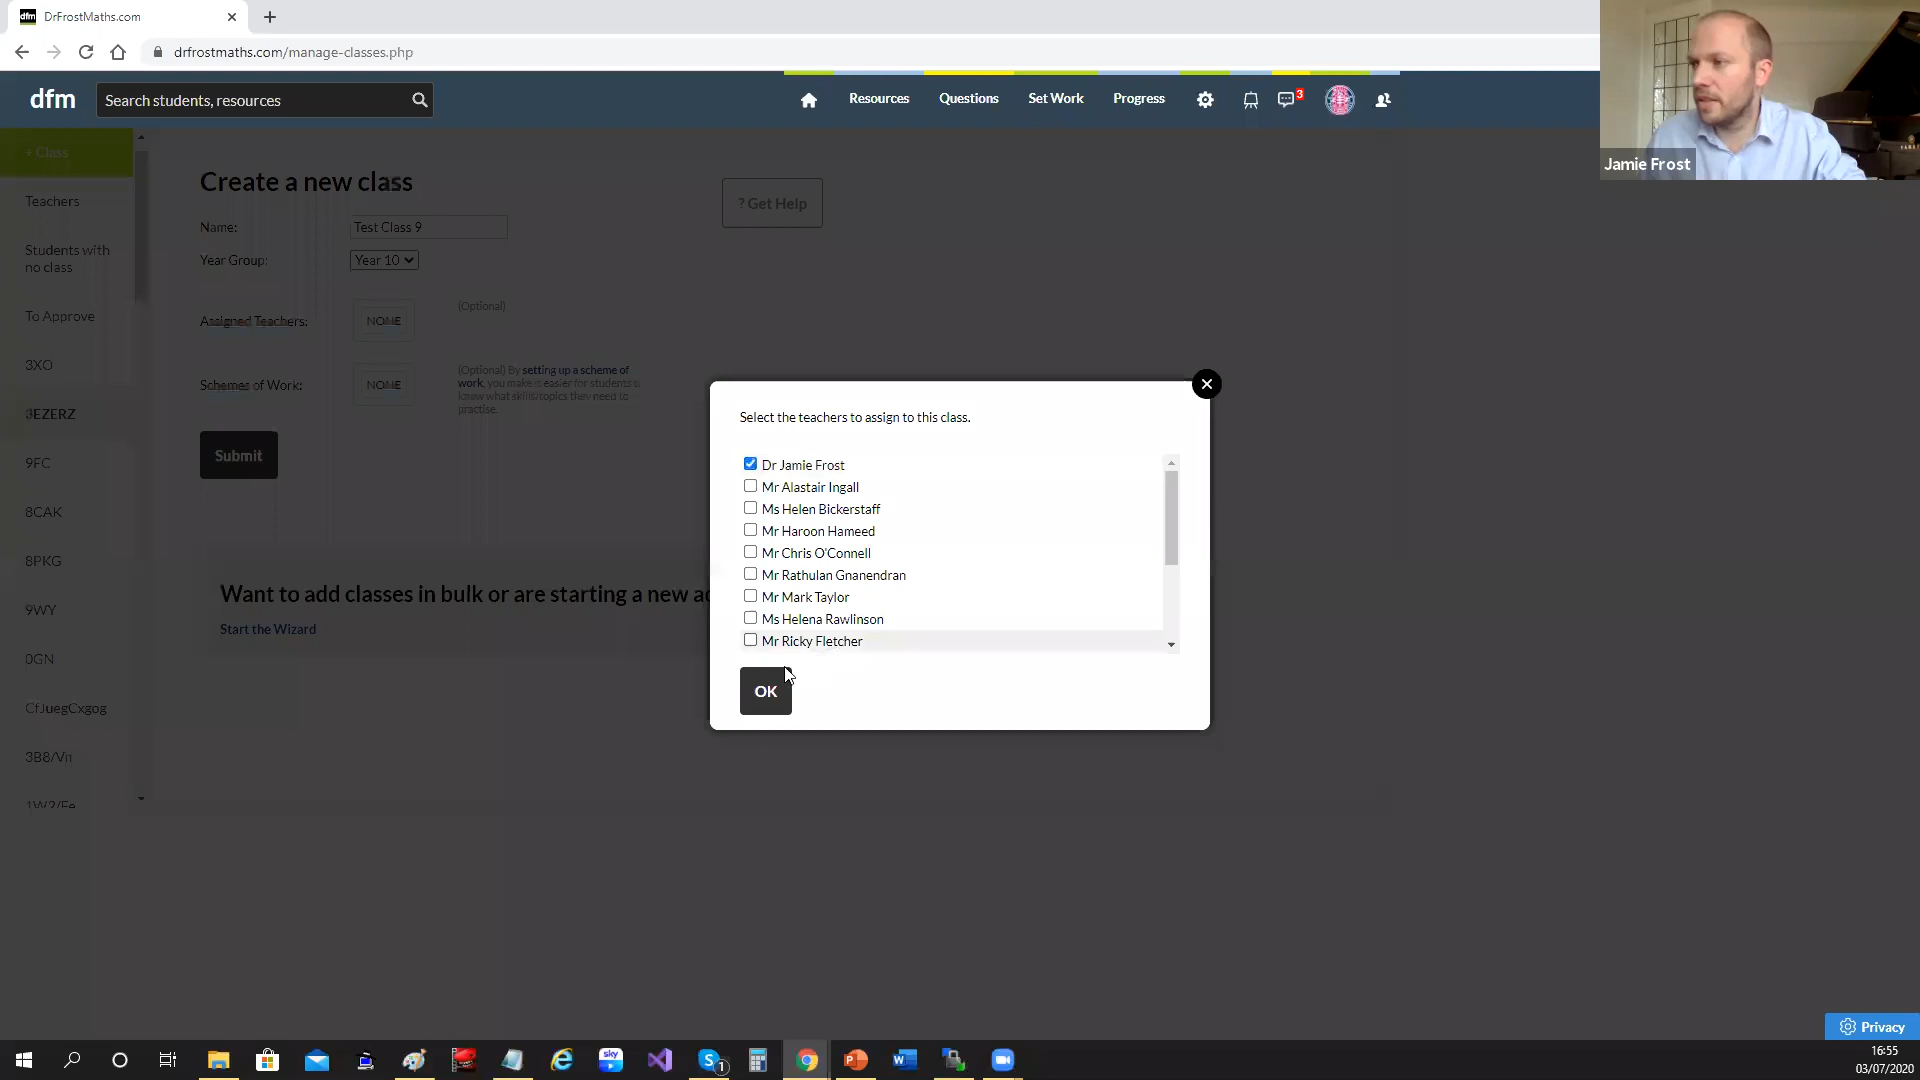 DrFrostMaths.com
drfrostmaths.com/manage-classes.php
dfm
Search students, resources
Resources
Questions
Set Work
Progress
3
Jamie Frost
+ Class
Teachers
Students with
no class
To Approve
3XO
3EZERZ
9FC
8CAK
8PKG
9WY
0GN
CfJuegCxgog
3B8/Vn
1W2/Fe
Create a new class
? Get Help
Name:
Test Class 9
Year Group:
Year 10
Assigned Teachers:
NONE
(Optional)
Schemes of Work:
NONE
(Optional) By setting up a scheme of
work, you make it easier for students to
know what skills/topics they need to
practise.
Submit
Want to add classes in bulk or are starting a new
Start the Wizard
Select the teachers to assign to this class.
Dr Jamie Frost
Mr Alastair Ingall
Ms Helen Bickerstaff
Mr Haroon Hameed
Mr Chris O'Connell
Mr Rathulan Gnanendran
Mr Mark Taylor
Ms Helena Rawlinson
Mr Ricky Fletcher
OK
Privacy
sky
1
16:55
03/07/2020